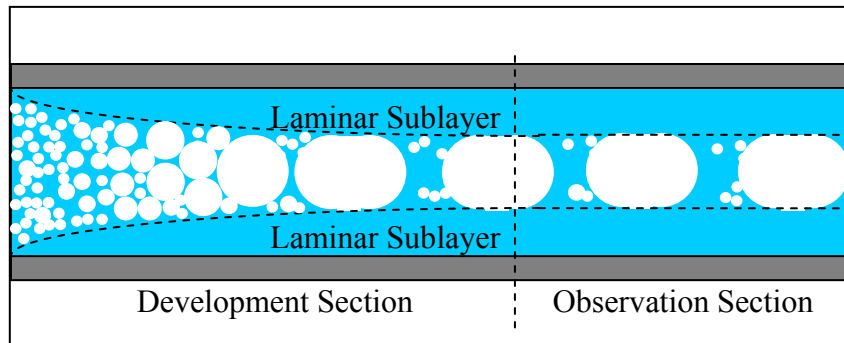 Laminar Sublayer
Laminar Sublayer
Development Section
Observation Section